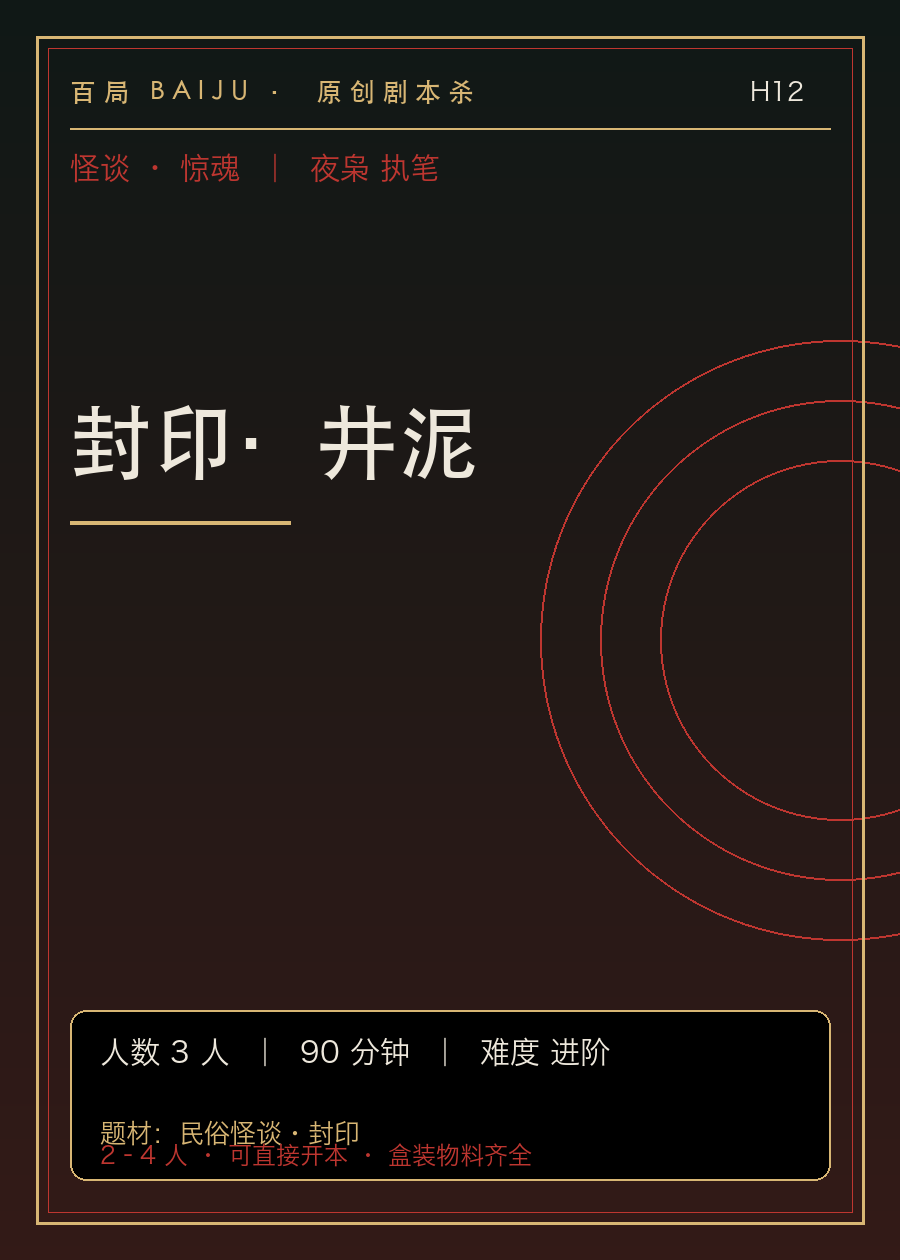 百局 BAIJU · 原创剧本杀 H12
怪谈 · 惊魂 | 夜枭 执笔
封印· 井泥
人数 3 人 | 90 分钟 | 难度 进阶
题材: 民俗怪谈·封印
2-4 人 · 可直接开本 · 盒装物料齐全